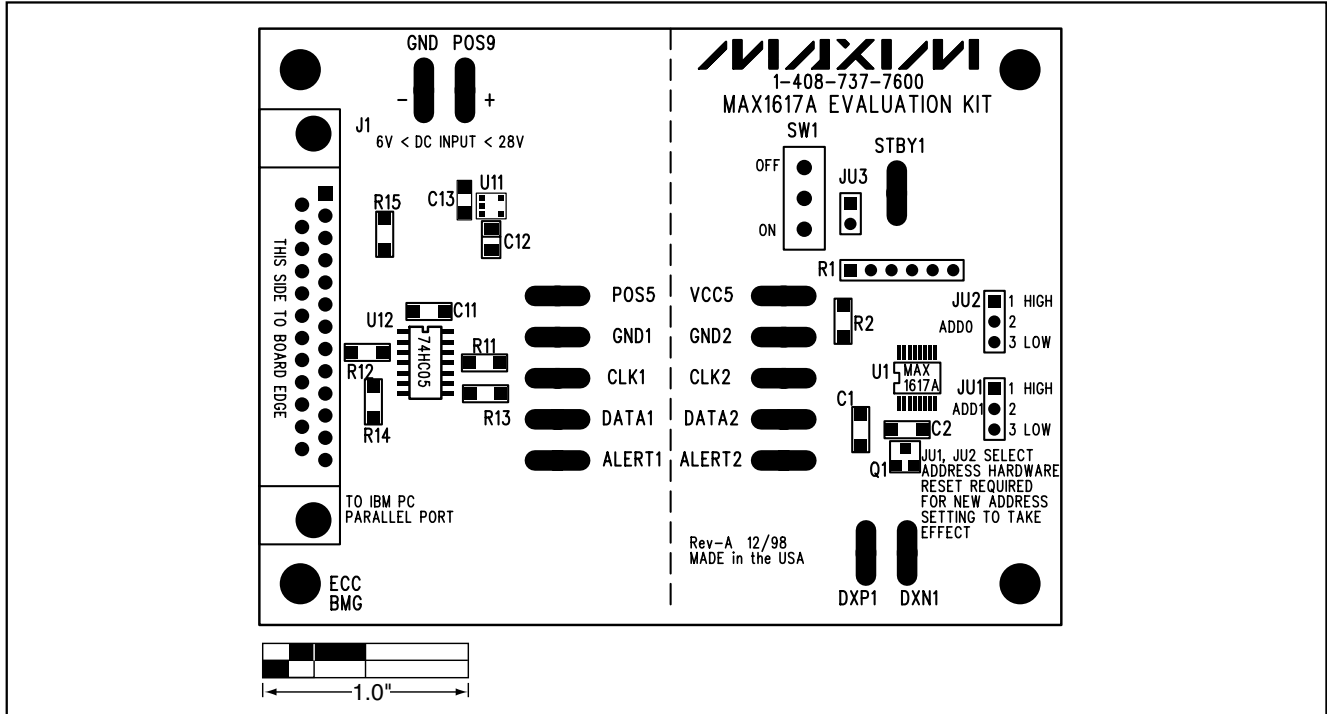 GND POS9
- +
6V < DC INPUT < 28V
J1
MAXIM
1-408-737-7600
MAX1617A EVALUATION KIT
SW1
OFF
ON
STBY1
JU3
R15
C13
U11
C12
THIS SIDE TO BOARD EDGE
R1
POS5 VCC5
GND1 GND2
CLK1 CLK2
DATA1 DATA2
ALERT1 ALERT2
C11
U12
74HC05
R11
R12
R13
R14
R2
JU2
ADD0
1 HIGH
2
3 LOW
U1
MAX
1617A
JU1
ADD1
1 HIGH
2
3 LOW
C1
C2
Q1
JU1, JU2 SELECT
ADDRESS HARDWARE
RESET REQUIRED
FOR NEW ADDRESS
SETTING TO TAKE
EFFECT
TO IBM PC
PARALLEL PORT
Rev-A 12/98
MADE in the USA
ECC
BMG
DXP1 DXN1
1.0"